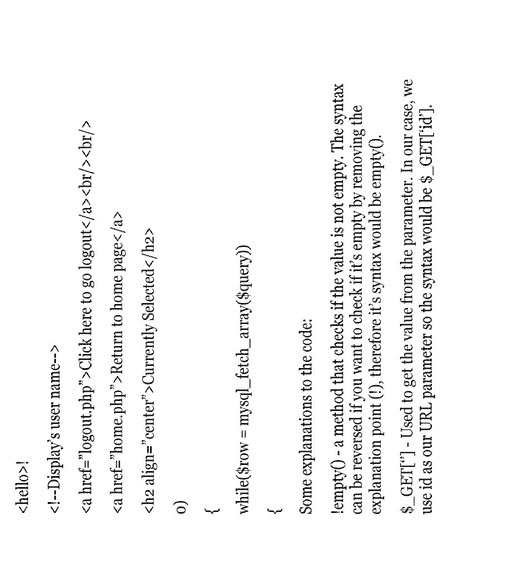 <hello>!
<!--Display's user name-->
<a href="logout.php">Click here to go logout</a><br/><br/>
<a href="home.php">Return to home page</a>
<h2 align="center">Currently Selected</h2>
0)
{
while($row = mysql_fetch_array($query))
{
Some explanations to the code:
!empty() - a method that checks if the value is not empty. The syntax
can be reversed if you want to check if it's empty by removing the
explanation point (!), therefore it's syntax would be empty().
$_GET[''] - Used to get the value from the parameter. In our case, we
use id as our URL parameter so the syntax would be $_GET['id'].